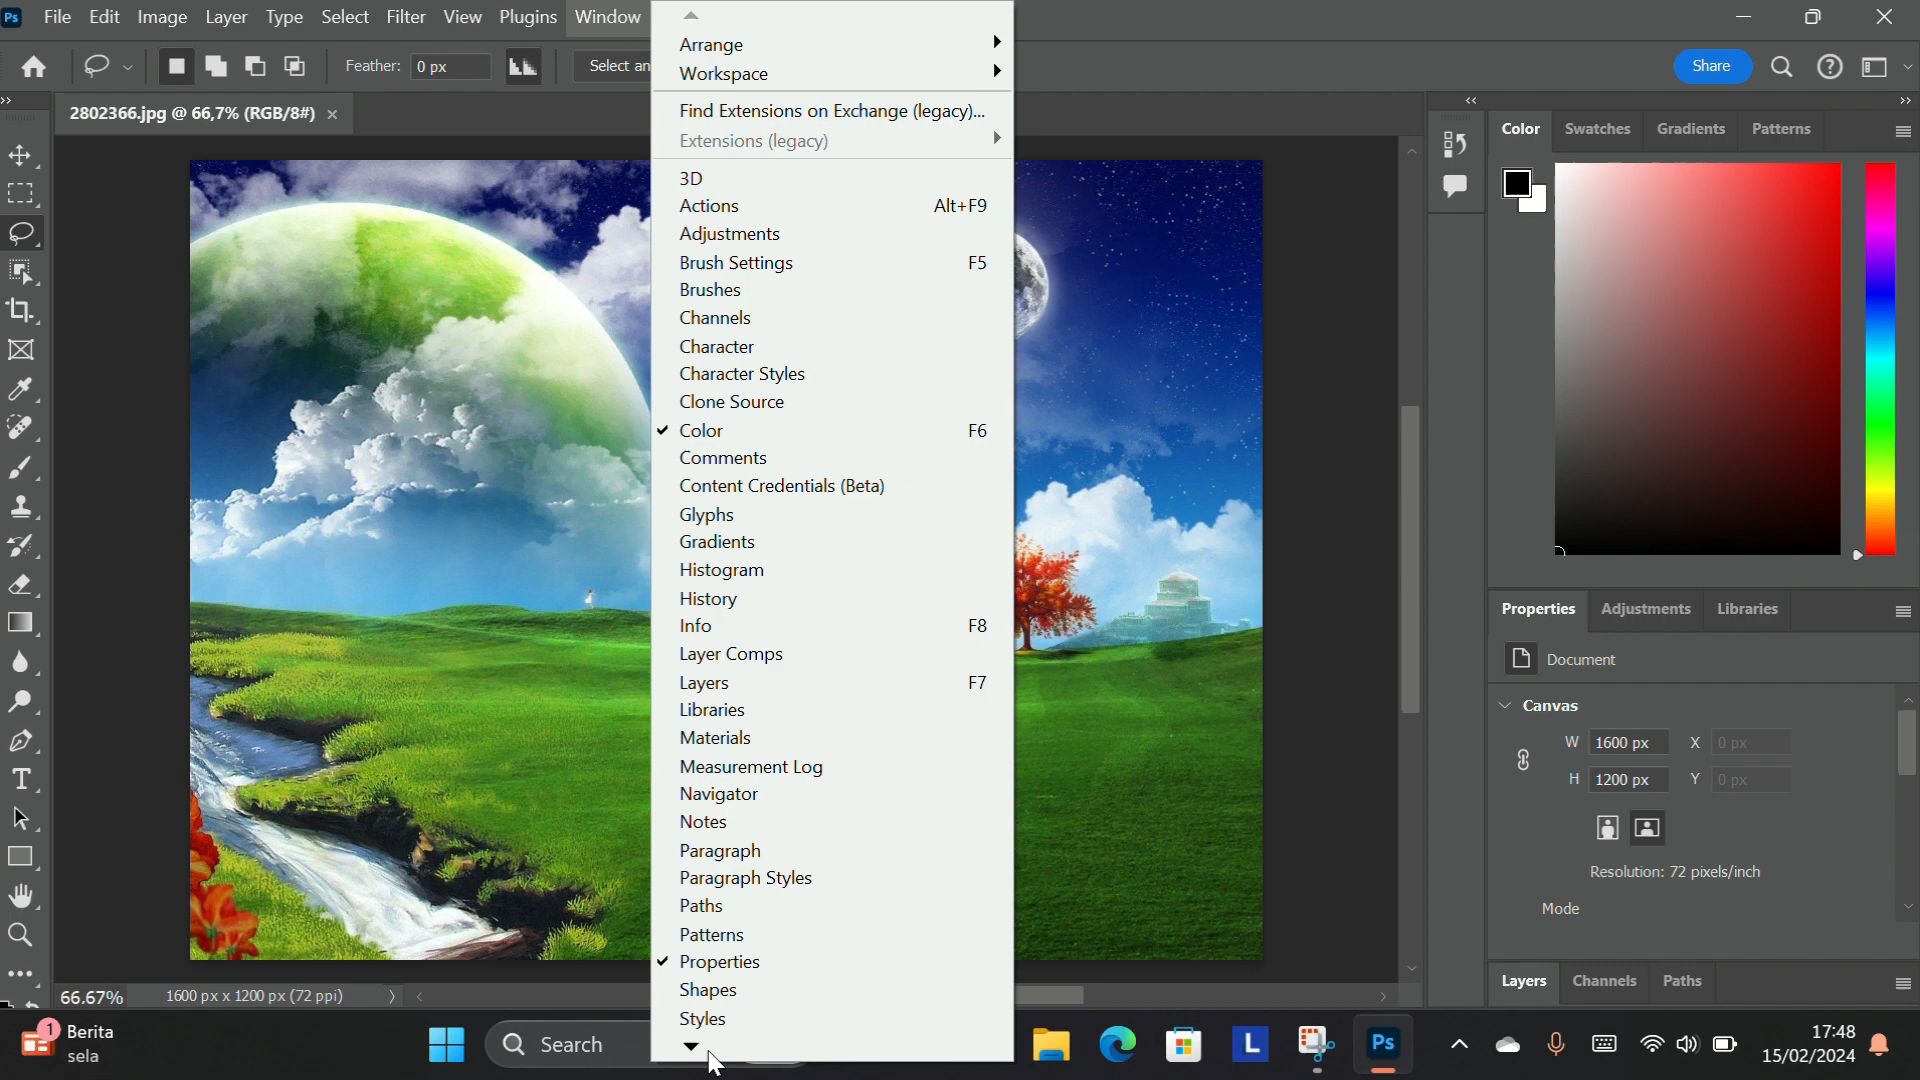 Ps File Edit Image Layer Type Select Filter View Plugins Window
Feather: 0 px Select an
Share
2802366.jpg @ 66,7% (RGB/8#)
Arrange
Workspace
Find Extensions on Exchange (legacy)...
Extensions (legacy)
3D
Actions Alt+F9
Adjustments
Brush Settings F5
Brushes
Channels
Character
Character Styles
Clone Source
Color F6
Comments
Content Credentials (Beta)
Glyphs
Gradients
Histogram
History
Info F8
Layer Comps
Layers F7
Libraries
Materials
Measurement Log
Navigator
Notes
Paragraph
Paragraph Styles
Paths
Patterns
Properties
Shapes
Styles
Color Swatches Gradients Patterns
Properties Adjustments Libraries
Document
Canvas
W 1600 px X 0 px
H 1200 px Y 0 px
Resolution: 72 pixels/inch
Mode
Layers Channels Paths
66.67% 1600 px x 1200 px (72 ppi)
1 Berita
sela
Search
L
Ps
17:48
15/02/2024